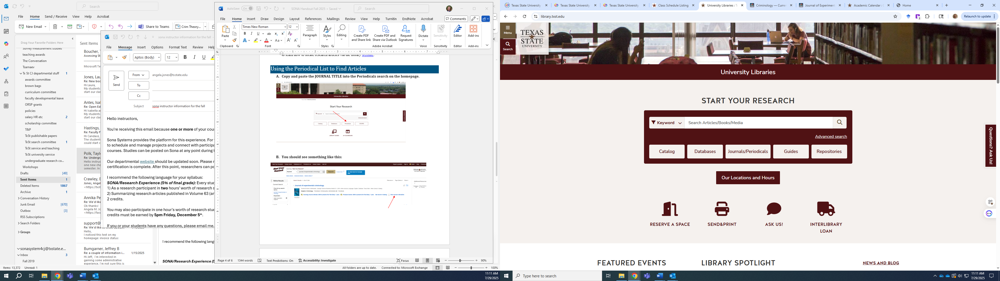 Search
File Home Send / Receive View Help Acrobat
New Email
Share to Teams
Crim Theory...
Drag Your Favorite Folders Here
Survey measurement studies
teaching awards
The Conversation
Tsarnaev
Tx St CJ departmental stuff 1
awards committee
brown bags
curriculum committee
faculty developmental leave
ORSP grants
policies
salary HR etc 2
scholarship committee
T&P
TxSt publishable papers
TxSt search committee 1
TxSt service and teaching
TxSt university service
undergraduate research co...
Workshops
Drafts [49]
Sent Items 1
Deleted Items 1867
Archive 1
Conversation History
Junk Email [670]
Outbox [3]
RSS Subscriptions
Search Folders
Groups
sonasystem4cj@txstate.e...
Inbox 3
Fall 2019
Items: 13,372 Unread: 1
All folders are up to date. Connected to: Microsoft Exchange 100%
Sent Items
Boucher, T
Assessing St
Microsoft Te
Jones, Lau
Re: New boo
Hi Laura,
My students
start our clas
Antes, Isal
Re: Open Ed
Hi Isabella an
My students
start our clas
Hastings,
Re: Faculty F
Hi Candace,
The students
could start c
Polk, Tayl
Re: Undergra
Hello instruc
one new cha
semester. In
Crawley, E
Jones, Angel
<https://txst
Annika Pe
Re: We'd like
Ok thanks!
Angela M. Jo
<https://facu
support@
Re: We'd like to know about... 1/15/2025
Hello,
I noticed this text on my
homepage: invoice status:
Bumgarner, Jeffrey B
Re: a couple of information i... 1/15/2025
Hi Jeff, I'm interested in
gaining some administrative
experience. I'm not sure this is
I recommend the following lang
SONA/Research Experience (5
sona instructor information for the fall -
File Message Insert Options Format Text Review Help
Aptos (Body) 12 B I U
Send
From angela.jones@txstate.edu
To
Cc
Subject sona instructor information for the fall
Hello instructors,
You're receiving this email because one or more of your cour
Sona Systems provides the platform for this experience. For t
to schedule and manage projects and connect with participa
courses. Studies can be posted on Sona at any point during t
Our departmental website should be updated soon. Please n
certification is complete. After this point, researchers can po
I recommend the following language for your syllabus:
SONA/Research Experience (5% of final grade): Every stud
1) As a research participant in two hours' worth of research s
2) Summarizing research articles published in Volume 63 (an
2 credits.
You may also participate in one hour's worth of research stud
credits must be earned by 5pm Friday, December 5th.
If you or your students have any questions, please email me.
AutoSave On SONA Handout Fall 2025 • Saved Search
File Home Insert Draw Design Layout References Mailings Review View Help Turnitin EndNote Acrobat Comments
Times New Roman 12
Paste
Paragraph
Styles
Editing
Create PDF and Share link
Create PDF and Share via Outlook
Request Signatures
Dictate
Sensitivity
Editor
Add-ins
Clipboard Font Styles Adobe Acrobat Voice Sensitivity Editor Add-ins
to learn how to locate research articles via the library website.
Using the Periodical List to Find Articles
A. Copy and paste the JOURNAL TITLE into the Periodicals search on the homepage.
University Libraries
Start Your Research
B. You should see something like this:
Page 4 of 6 1344 words Text Predictions: On Accessibility: Investigate Focus 90%
11:11 AM
7/29/2025
Texas State University
Texas State University
Texas State University
Class Schedule Listing
University Libraries : T
Criminology — Curre
Journal of Experiment
Academic Calendar : O
Home
library.txst.edu
Relaunch to update
Menu
Search
TEXAS STATE UNIVERSITY
University Libraries
START YOUR RESEARCH
Keyword Search Articles/Books/Media
Advanced search
Catalog Databases Journals/Periodicals Guides Repositories
Our Locations and Hours
RESERVE A SPACE SEND&PRINT ASK US! INTERLIBRARY LOAN
Questions? Ask Us!
FEATURED EVENTS LIBRARY SPOTLIGHT NEWS AND BLOG
Type here to search
11:11 AM
7/29/2025